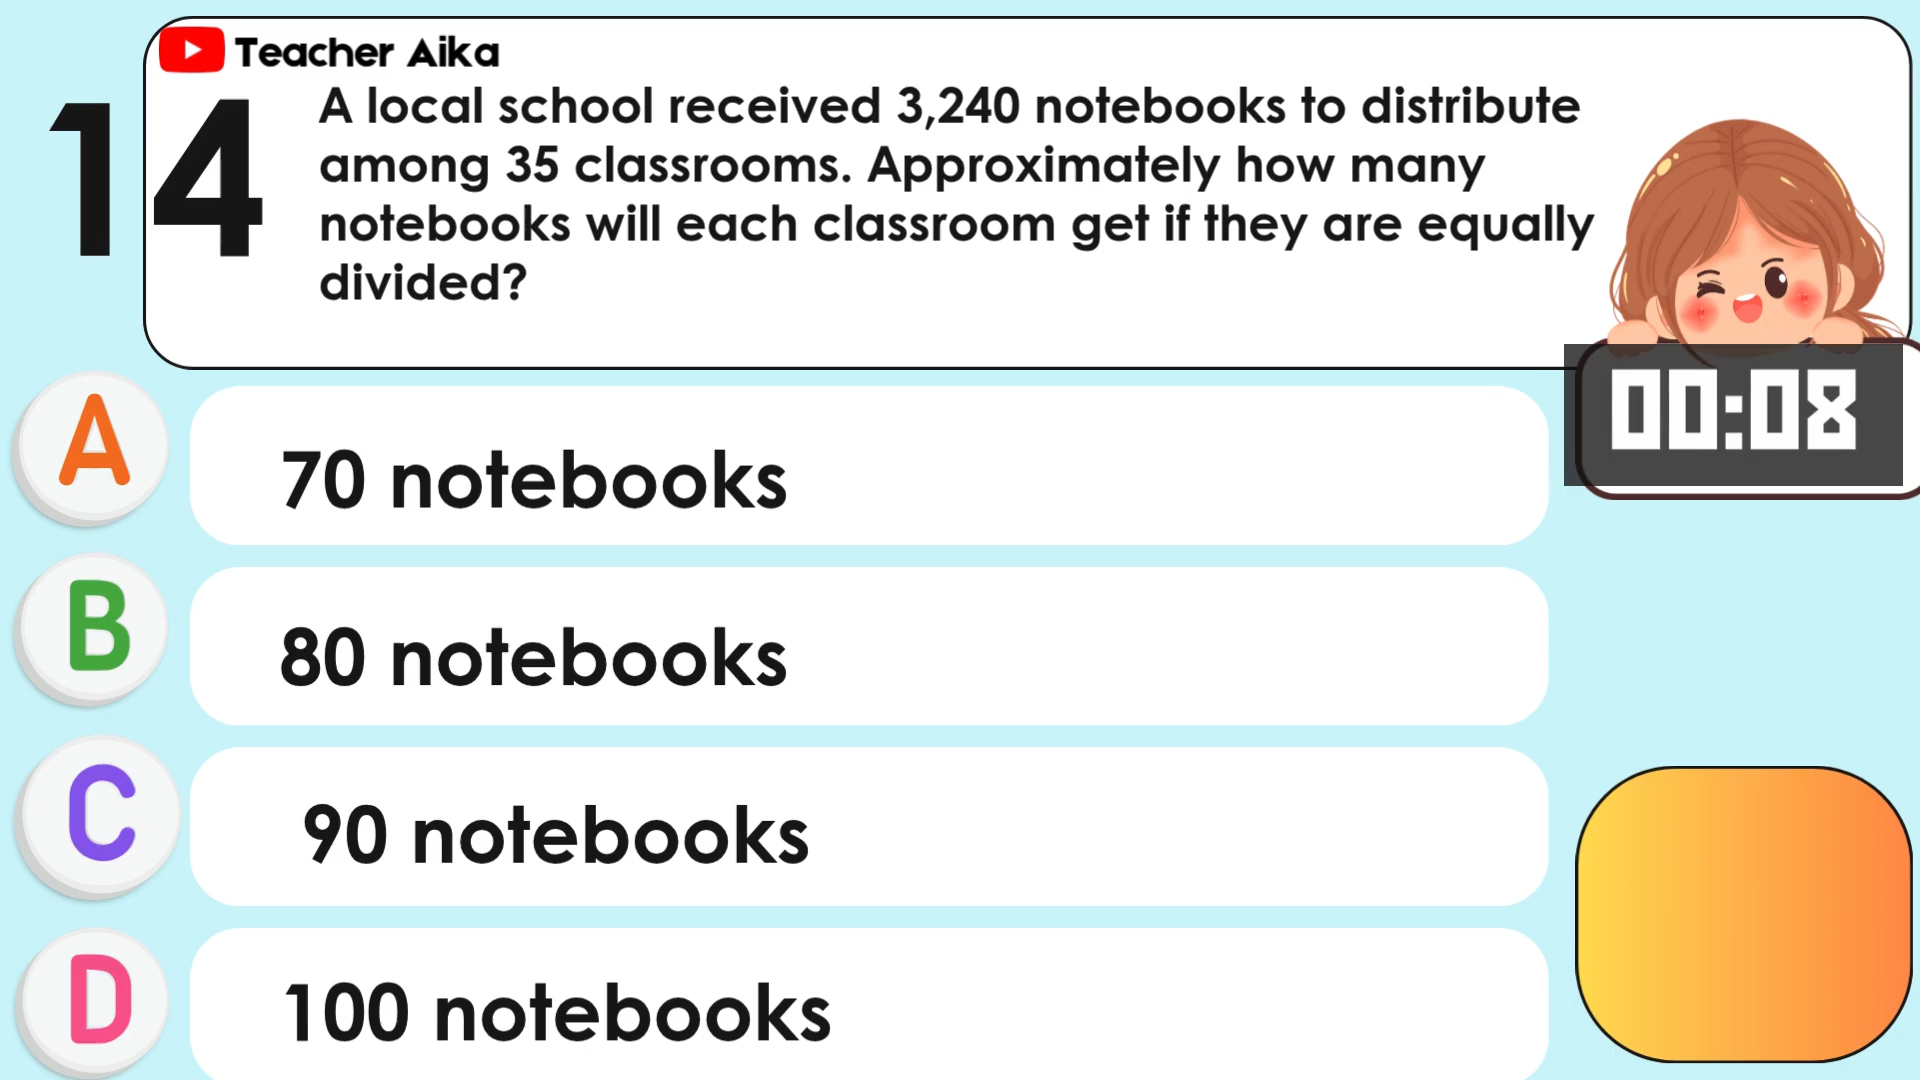 Teacher Aika
14
A local school received 3,240 notebooks to distribute
among 35 classrooms. Approximately how many
notebooks will each classroom get if they are equally
divided?
00:08
A
70 notebooks
B
80 notebooks
C
90 notebooks
D
100 notebooks